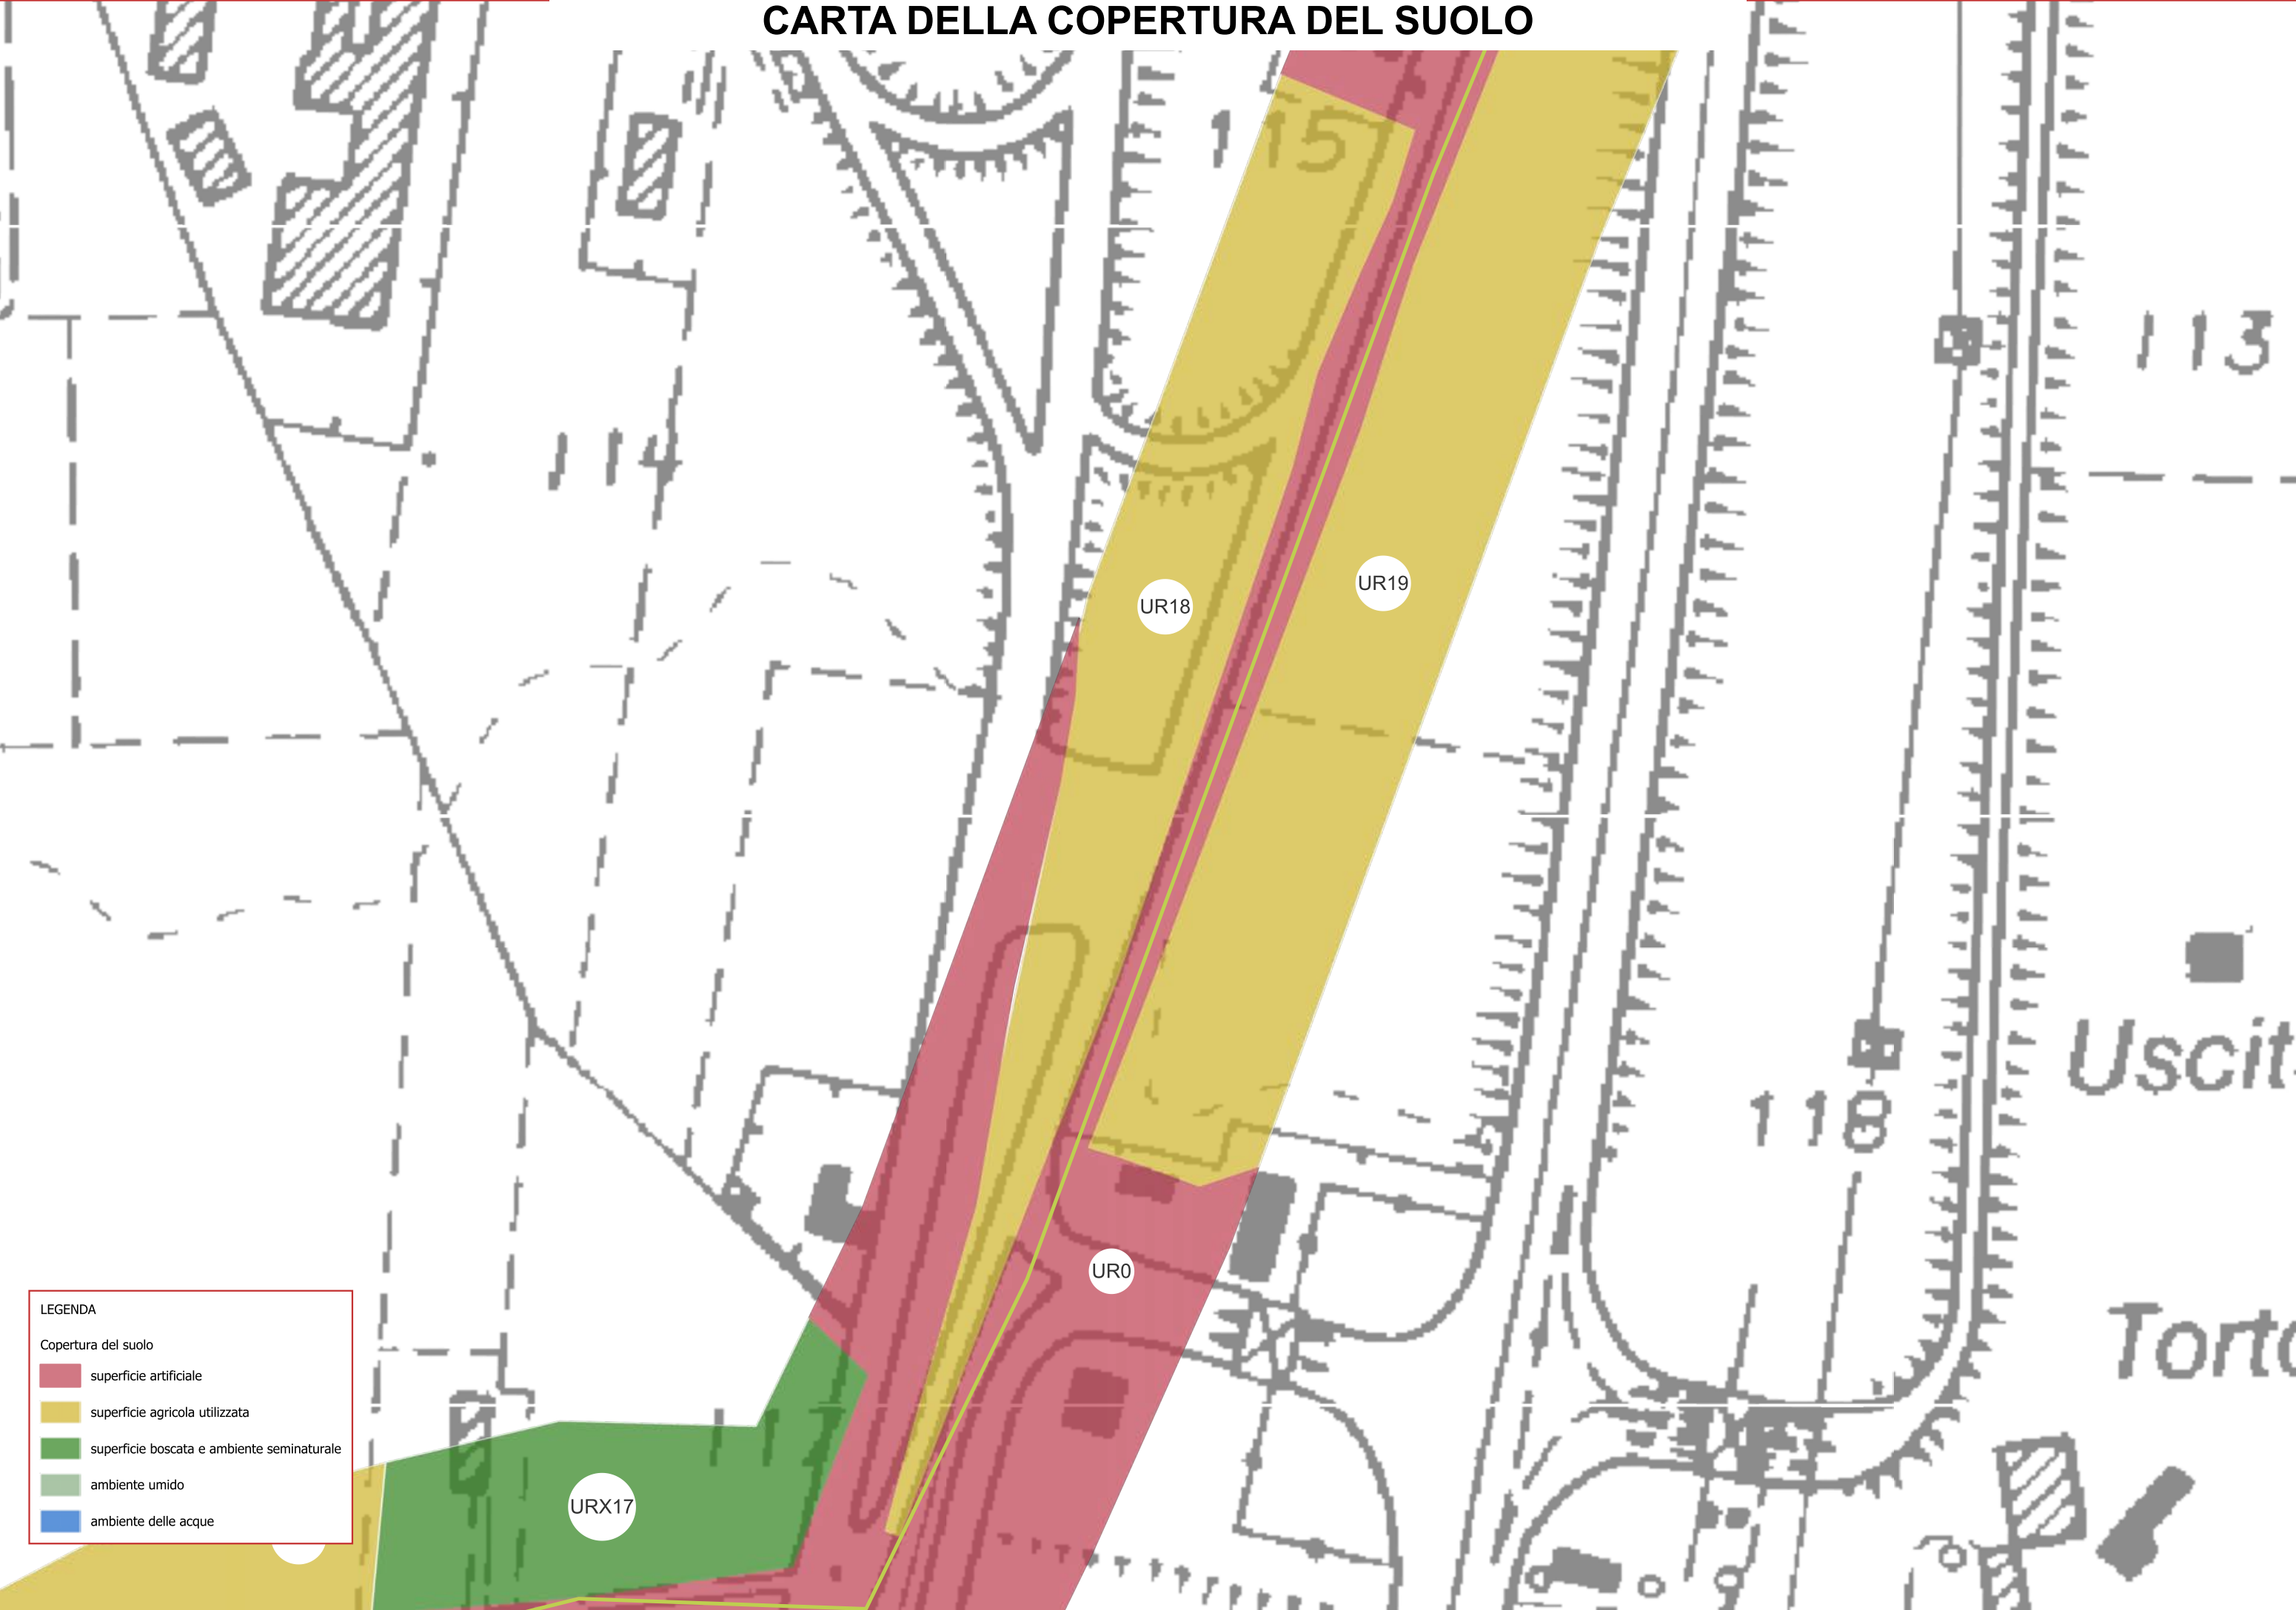 CARTA DELLA COPERTURA DEL SUOLO
115
113
114
UR19
UR18
Uscit
118
UR0
Torto
LEGENDA
Copertura del suolo
superficie artificiale
superficie agricola utilizzata
superficie boscata e ambiente seminaturale
ambiente umido
ambiente delle acque
URX17